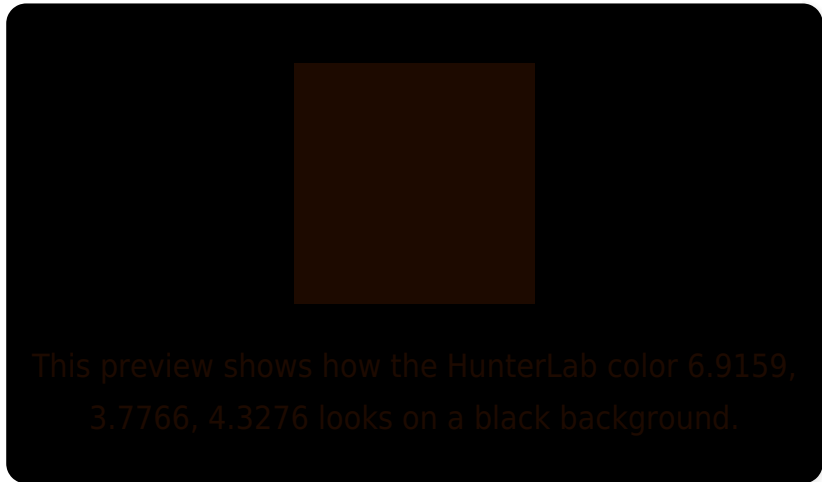 This preview shows how the HunterLab color 6.9159,
3.7766, 4.3276 looks on a black background.